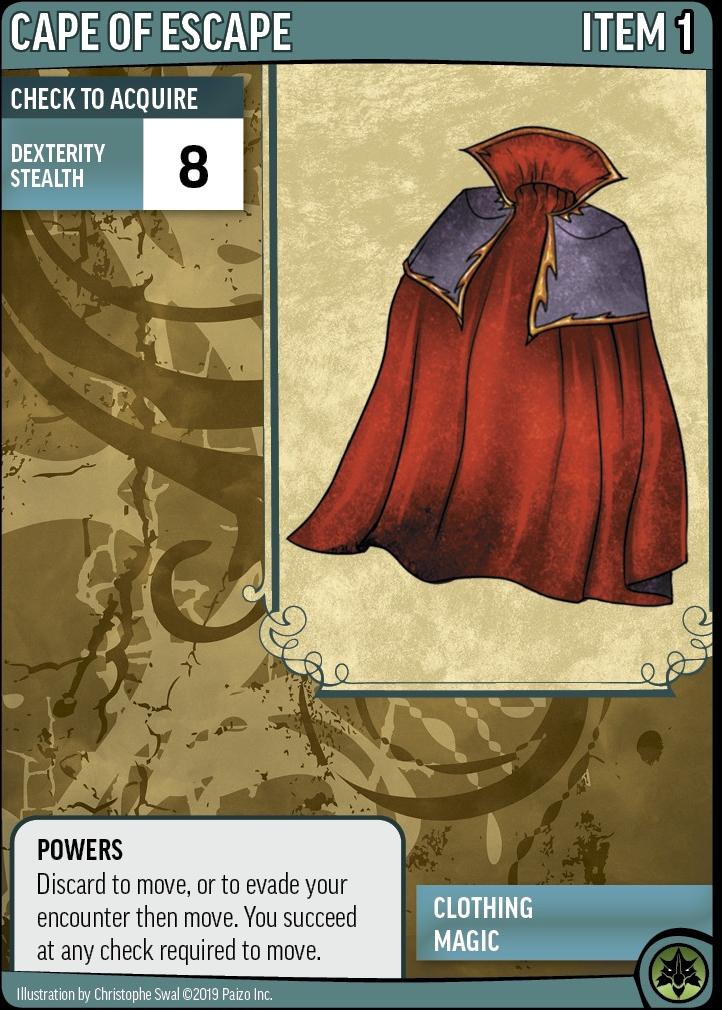 CAPE OF ESCAPE
ITEM 1
CHECK TO ACQUIRE
DEXTERITY
STEALTH
8
POWERS
Discard to move, or to evade your
encounter then move. You succeed
at any check required to move.
CLOTHING
MAGIC
Illustration by Christophe Swal ©2019 Paizo Inc.